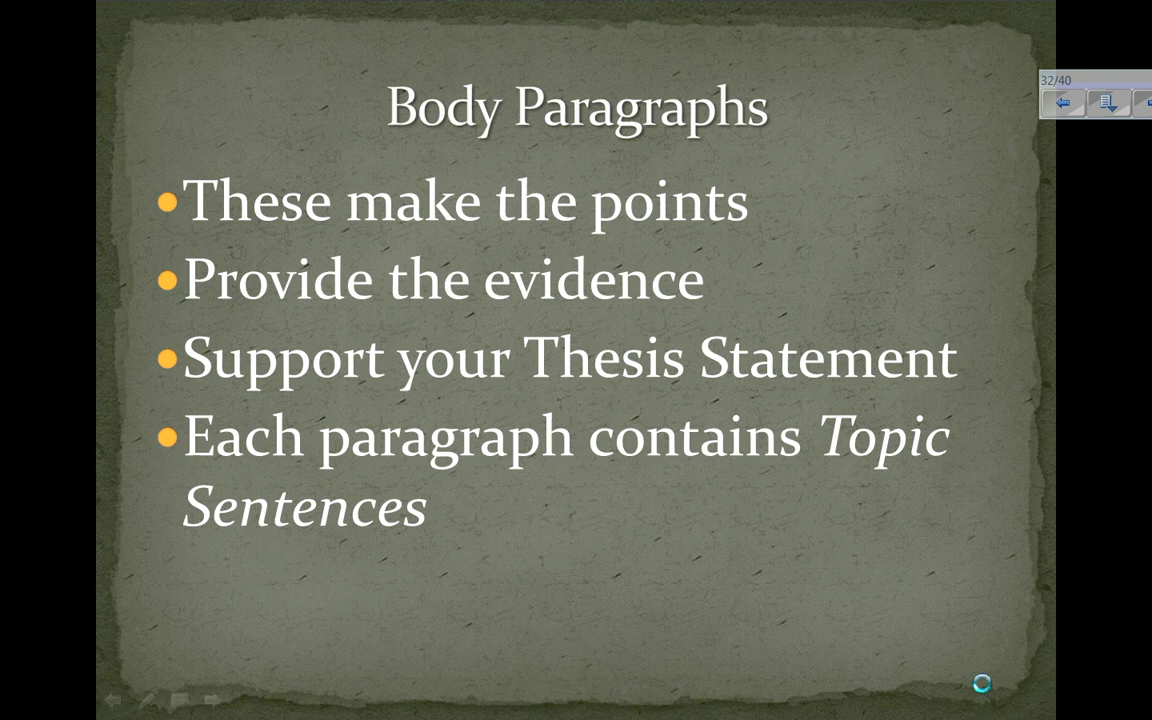 Body Paragraphs
32/40
These make the points
Provide the evidence
Support your Thesis Statement
Each paragraph contains Topic
Sentences